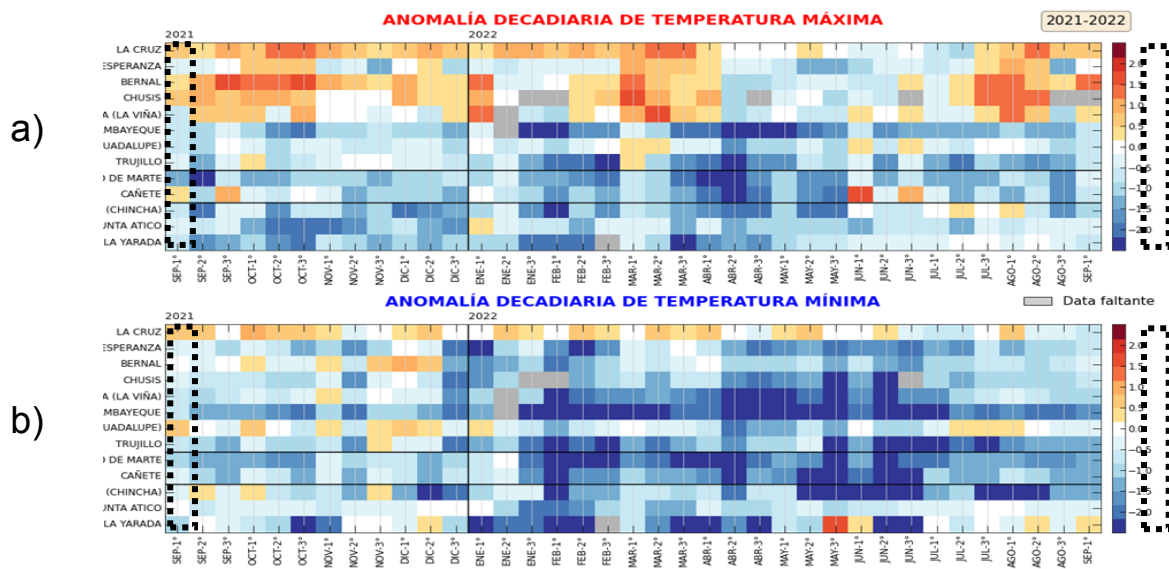 ANOMALÍA DECADIARIA DE TEMPERATURA MÁXIMA
2021-2022
2021 2022
a)
LA CRUZ
ESPERANZA
BERNAL
CHUSIS
A (LA VIÑA)
MBAYEQUE
UADALUPE)
TRUJILLO
O DE MARTE
CAÑETE
(CHINCHA)
UNTA ATICO
LA YARADA
2.0
1.5
1.0
0.5
0.0
−0.5
−1.0
−1.5
−2.0
SEP-1° SEP-2° SEP-3° OCT-1° OCT-2° OCT-3° NOV-1° NOV-2° NOV-3° DIC-1° DIC-2° DIC-3° ENE-1° ENE-2° ENE-3° FEB-1° FEB-2° FEB-3° MAR-1° MAR-2° MAR-3° ABR-1° ABR-2° ABR-3° MAY-1° MAY-2° MAY-3° JUN-1° JUN-2° JUN-3° JUL-1° JUL-2° JUL-3° AGO-1° AGO-2° AGO-3° SEP-1°
ANOMALÍA DECADIARIA DE TEMPERATURA MÍNIMA
Data faltante
2021 2022
b)
LA CRUZ
ESPERANZA
BERNAL
CHUSIS
A (LA VIÑA)
MBAYEQUE
UADALUPE)
TRUJILLO
O DE MARTE
CAÑETE
(CHINCHA)
UNTA ATICO
LA YARADA
2.0
1.5
1.0
0.5
0.0
−0.5
−1.0
−1.5
−2.0
SEP-1° SEP-2° SEP-3° OCT-1° OCT-2° OCT-3° NOV-1° NOV-2° NOV-3° DIC-1° DIC-2° DIC-3° ENE-1° ENE-2° ENE-3° FEB-1° FEB-2° FEB-3° MAR-1° MAR-2° MAR-3° ABR-1° ABR-2° ABR-3° MAY-1° MAY-2° MAY-3° JUN-1° JUN-2° JUN-3° JUL-1° JUL-2° JUL-3° AGO-1° AGO-2° AGO-3° SEP-1°